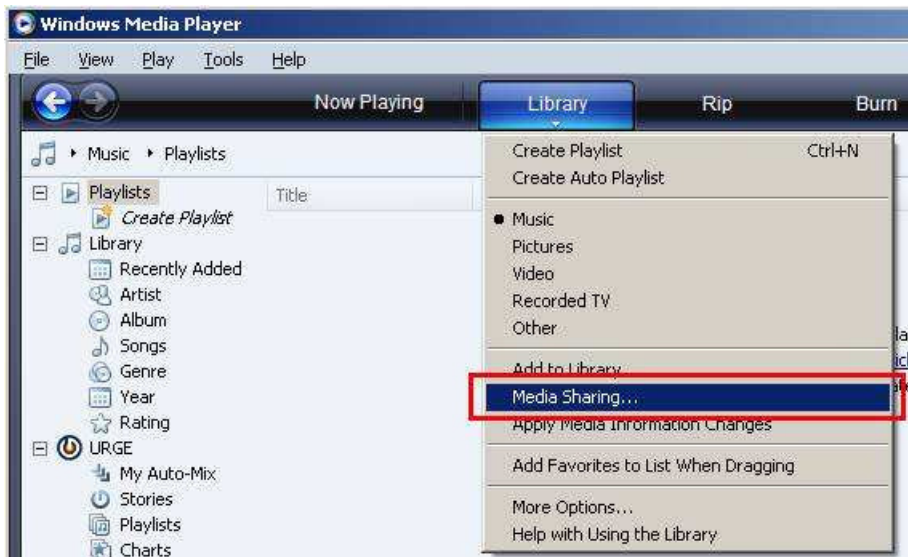 Windows Media Player
File View Play Tools Help
Now Playing Library Rip Burn
Music Playlists
Playlists
Create Playlist
Library
Recently Added
Artist
Album
Songs
Genre
Year
Rating
URGE
My Auto-Mix
Stories
Playlists
Charts
Title
Create Playlist Ctrl+N
Create Auto Playlist
Music
Pictures
Video
Recorded TV
Other
Add to Library
Media Sharing...
Apply Media Information Changes
Add Favorites to List When Dragging
More Options...
Help with Using the Library